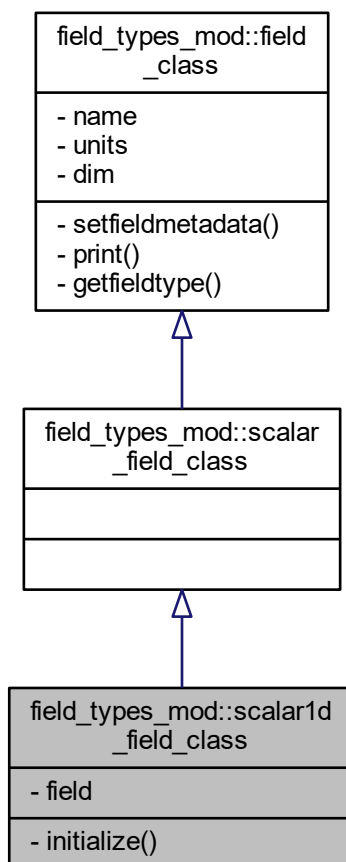 field_types_mod::field
_class
- name
- units
- dim
- setfieldmetadata()
- print()
- getfieldtype()
field_types_mod::scalar
_field_class
field_types_mod::scalar1d
_field_class
- field
- initialize()